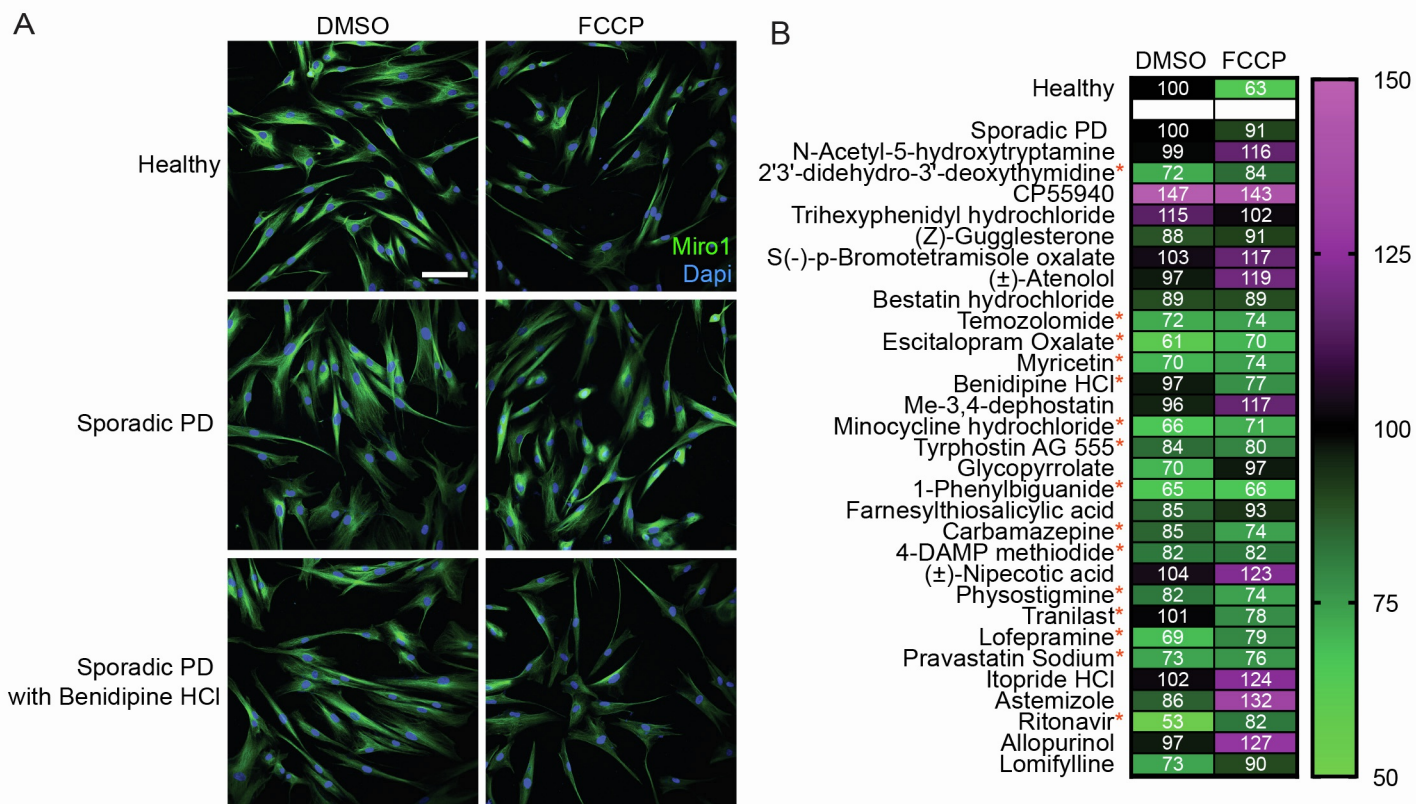 A
DMSO FCCP
Healthy
Miro1
Dapi
Sporadic PD
Sporadic PD
with Benidipine HCl
B
DMSO FCCP
Healthy 100 63
Sporadic PD 100 91
N-Acetyl-5-hydroxytryptamine 99 116
2'3'-didehydro-3'-deoxythymidine* 72 84
CP55940 147 143
Trihexyphenidyl hydrochloride 115 102
(Z)-Gugglesterone 88 91
S(-)-p-Bromotetramisole oxalate 103 117
(±)-Atenolol 97 119
Bestatin hydrochloride 89 89
Temozolomide* 72 74
Escitalopram Oxalate* 61 70
Myricetin* 70 74
Benidipine HCl* 97 77
Me-3,4-dephostatin 96 117
Minocycline hydrochloride* 66 71
Tyrphostin AG 555* 84 80
Glycopyrrolate 70 97
1-Phenylbiguanide* 65 66
Farnesylthiosalicylic acid 85 93
Carbamazepine* 85 74
4-DAMP methiodide* 82 82
(±)-Nipecotic acid 104 123
Physostigmine* 82 74
Tranilast* 101 78
Lofepramine* 69 79
Pravastatin Sodium* 73 76
Itopride HCl 102 124
Astemizole 86 132
Ritonavir* 53 82
Allopurinol 97 127
Lomifylline 73 90
150
125
100
75
50